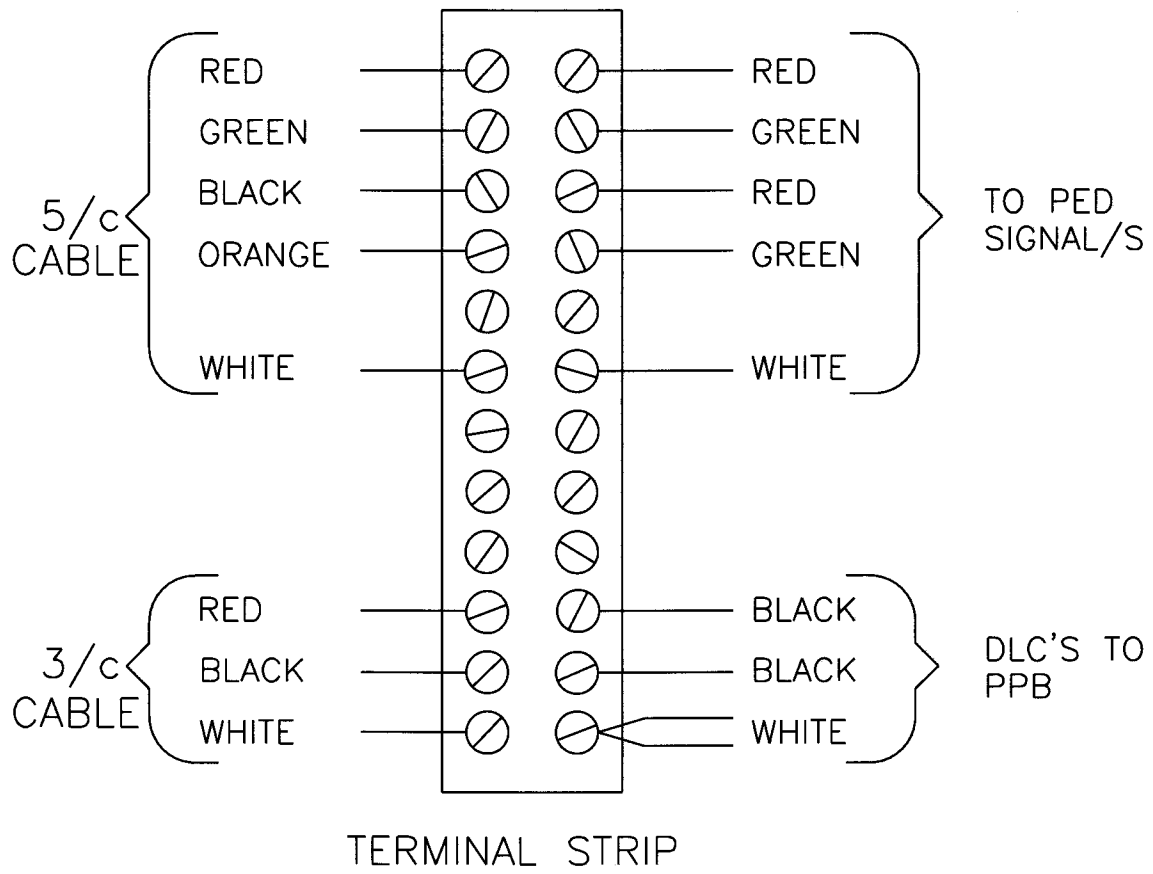 RED
GREEN
BLACK
ORANGE
WHITE
5/c
CABLE
RED
GREEN
RED
GREEN
WHITE
TO PED
SIGNAL/S
RED
BLACK
WHITE
3/c
CABLE
BLACK
BLACK
WHITE
DLC'S TO
PPB
TERMINAL STRIP